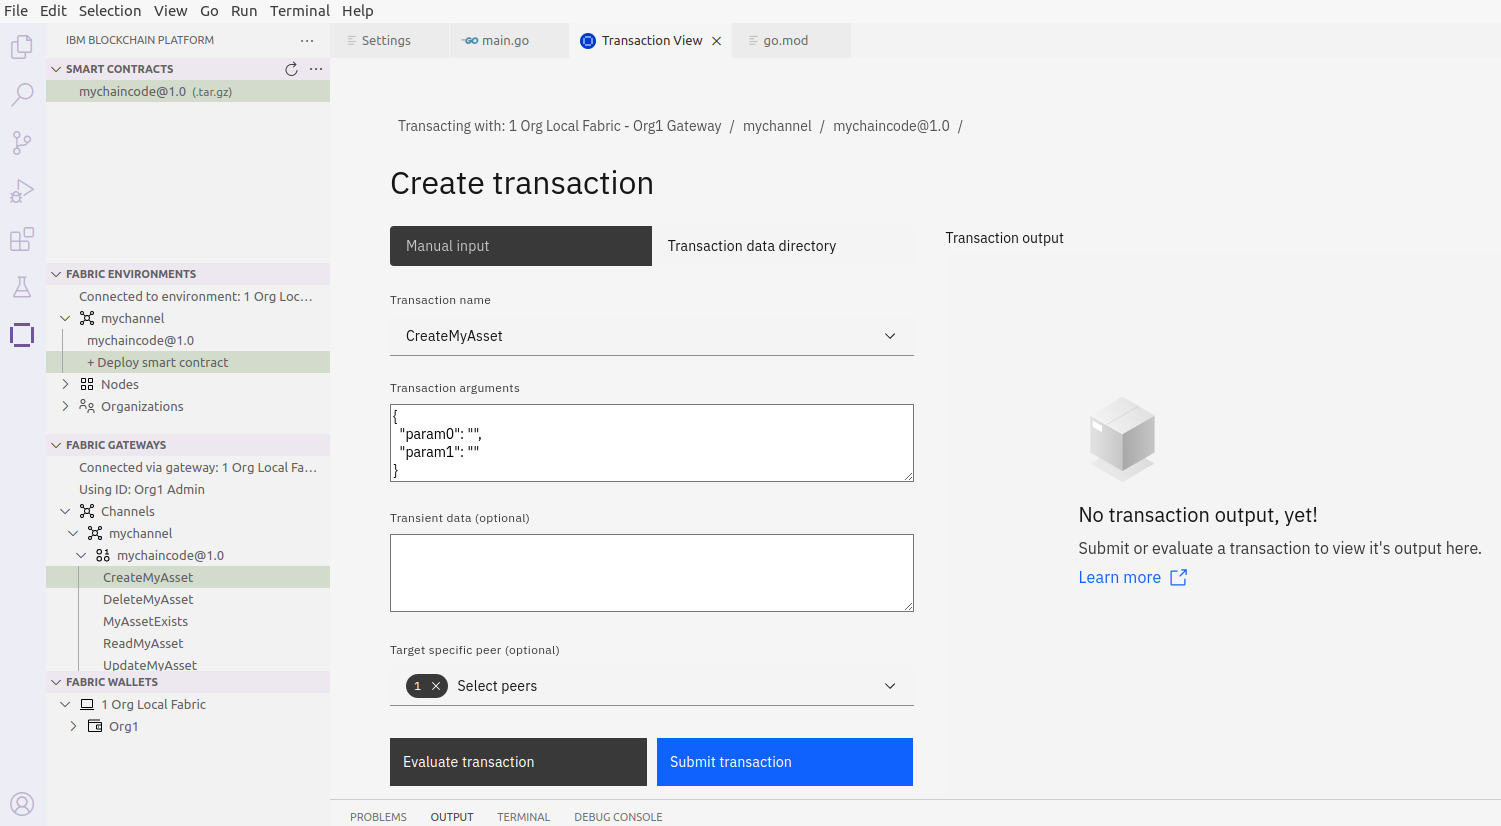 File Edit Selection View Go Run Terminal Help
IBM BLOCKCHAIN PLATFORM
SMART CONTRACTS
mychaincode@1.0 (.tar.gz)
FABRIC ENVIRONMENTS
Connected to environment: 1 Org Loc...
mychannel
mychaincode@1.0
+ Deploy smart contract
Nodes
Organizations
FABRIC GATEWAYS
Connected via gateway: 1 Org Local Fa...
Using ID: Org1 Admin
Channels
mychannel
mychaincode@1.0
CreateMyAsset
DeleteMyAsset
MyAssetExists
ReadMyAsset
UpdateMyAsset
FABRIC WALLETS
1 Org Local Fabric
Org1
Settings
GO main.go
Transaction View
go.mod
Transacting with: 1 Org Local Fabric - Org1 Gateway / mychannel / mychaincode@1.0 /
Create transaction
Manual input
Transaction data directory
Transaction name
CreateMyAsset
Transaction arguments
{
"param0": "",
"param1": ""
}
Transient data (optional)
Target specific peer (optional)
1 Select peers
Evaluate transaction
Submit transaction
Transaction output
No transaction output, yet!
Submit or evaluate a transaction to view it's output here.
Learn more
PROBLEMS OUTPUT TERMINAL DEBUG CONSOLE